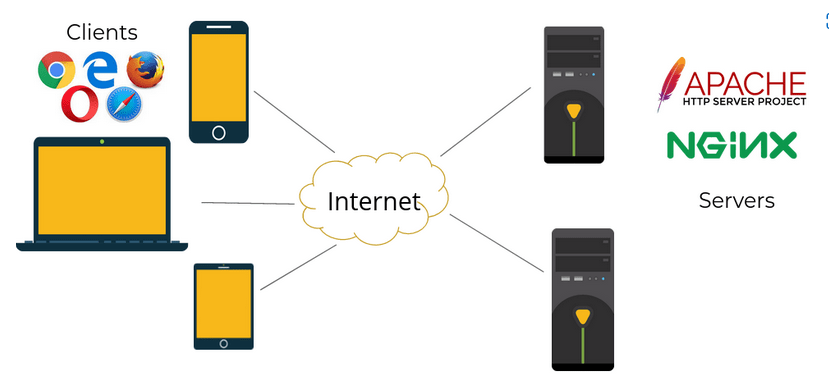 Clients
APACHE
HTTP SERVER PROJECT
NGiNX
Internet
Servers